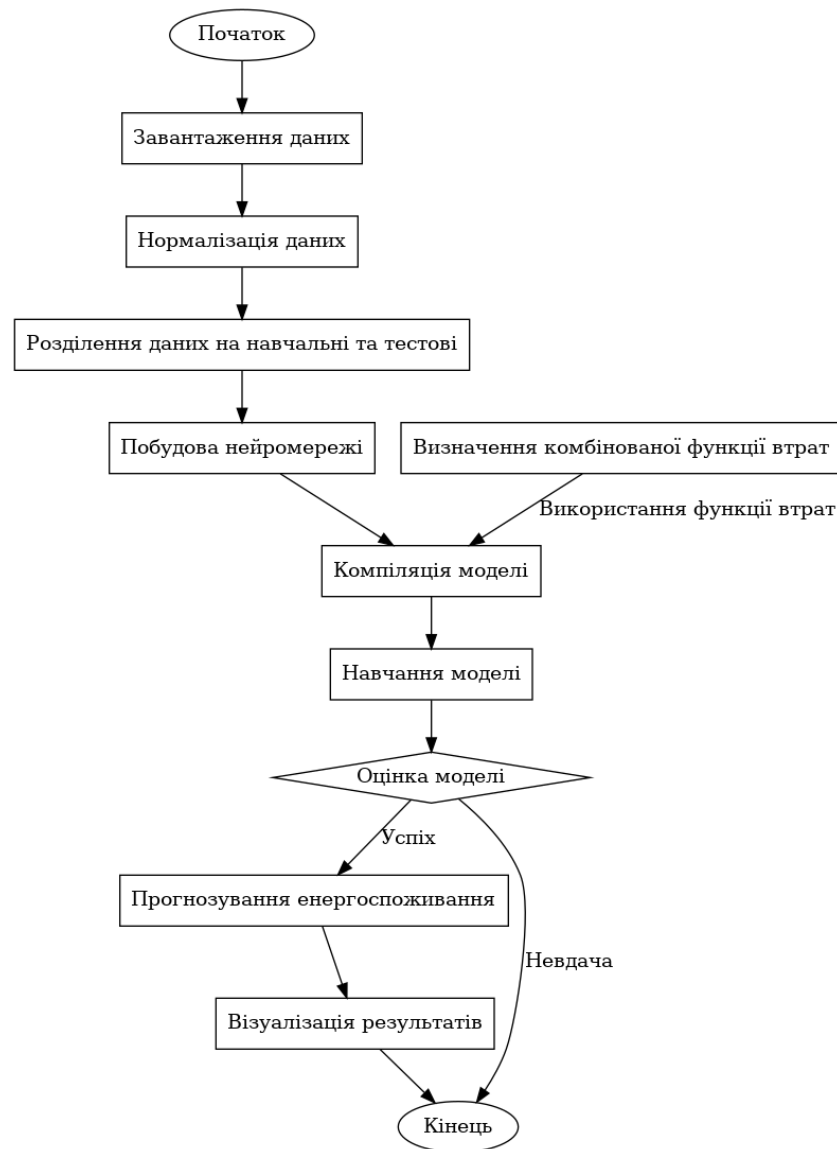 Початок
Завантаження даних
Нормалізація даних
Розділення даних на навчальні та тестові
Побудова нейромережі
Визначення комбінованої функції втрат
Використання функції втрат
Компіляція моделі
Навчання моделі
Оцінка моделі
Успіх
Прогнозування енергоспоживання
Невдача
Візуалізація результатів
Кінець